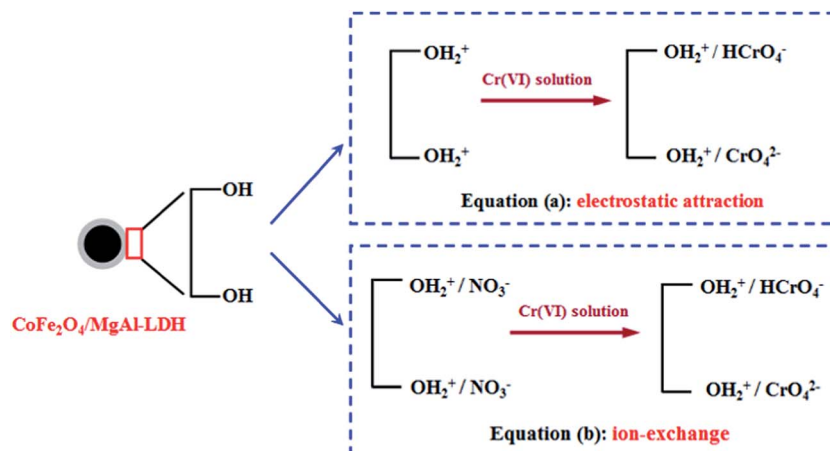 OH
OH
CoFe₂O₄/MgAl-LDH
OH₂⁺
OH₂⁺
Cr(VI) solution
OH₂⁺ / HCrO₄⁻
OH₂⁺ / CrO₄²⁻
Equation (a): electrostatic attraction
OH₂⁺ / NO₃⁻
OH₂⁺ / NO₃⁻
Cr(VI) solution
OH₂⁺ / HCrO₄⁻
OH₂⁺ / CrO₄²⁻
Equation (b): ion-exchange